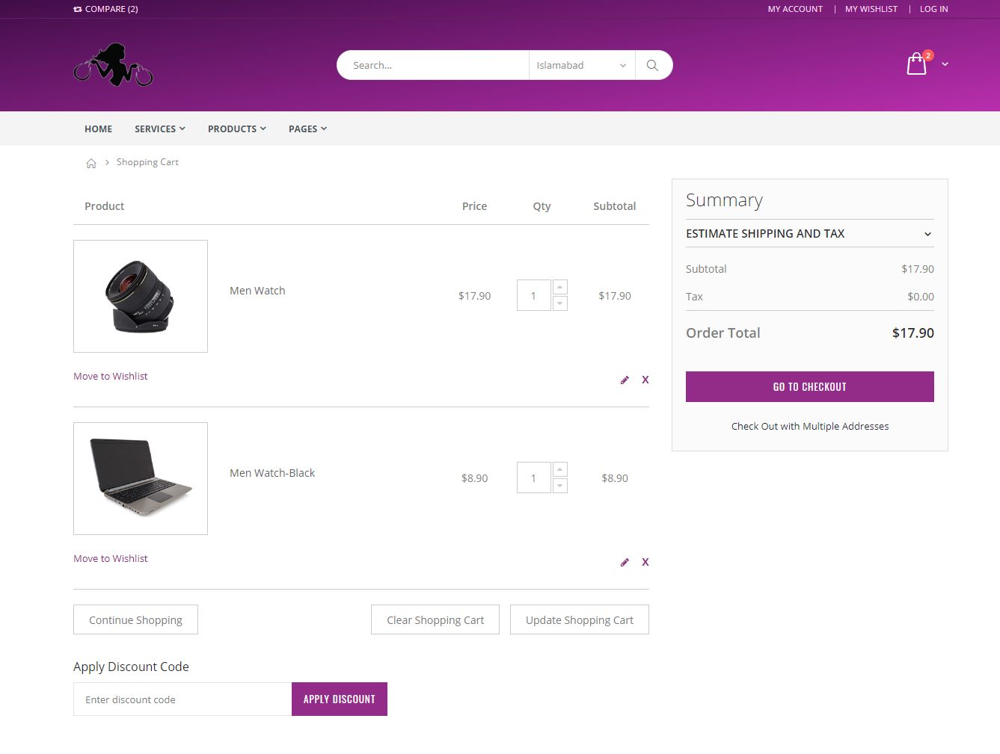 COMPARE (2)
MY ACCOUNT | MY WISHLIST | LOG IN
Search... Islamabad
2
HOME SERVICES PRODUCTS PAGES
Shopping Cart
Product Price Qty Subtotal
Men Watch $17.90 1 $17.90
Move to Wishlist X
Men Watch-Black $8.90 1 $8.90
Move to Wishlist X
Continue Shopping Clear Shopping Cart Update Shopping Cart
Apply Discount Code
Enter discount code APPLY DISCOUNT
Summary
ESTIMATE SHIPPING AND TAX
Subtotal $17.90
Tax $0.00
Order Total $17.90
GO TO CHECKOUT
Check Out with Multiple Addresses